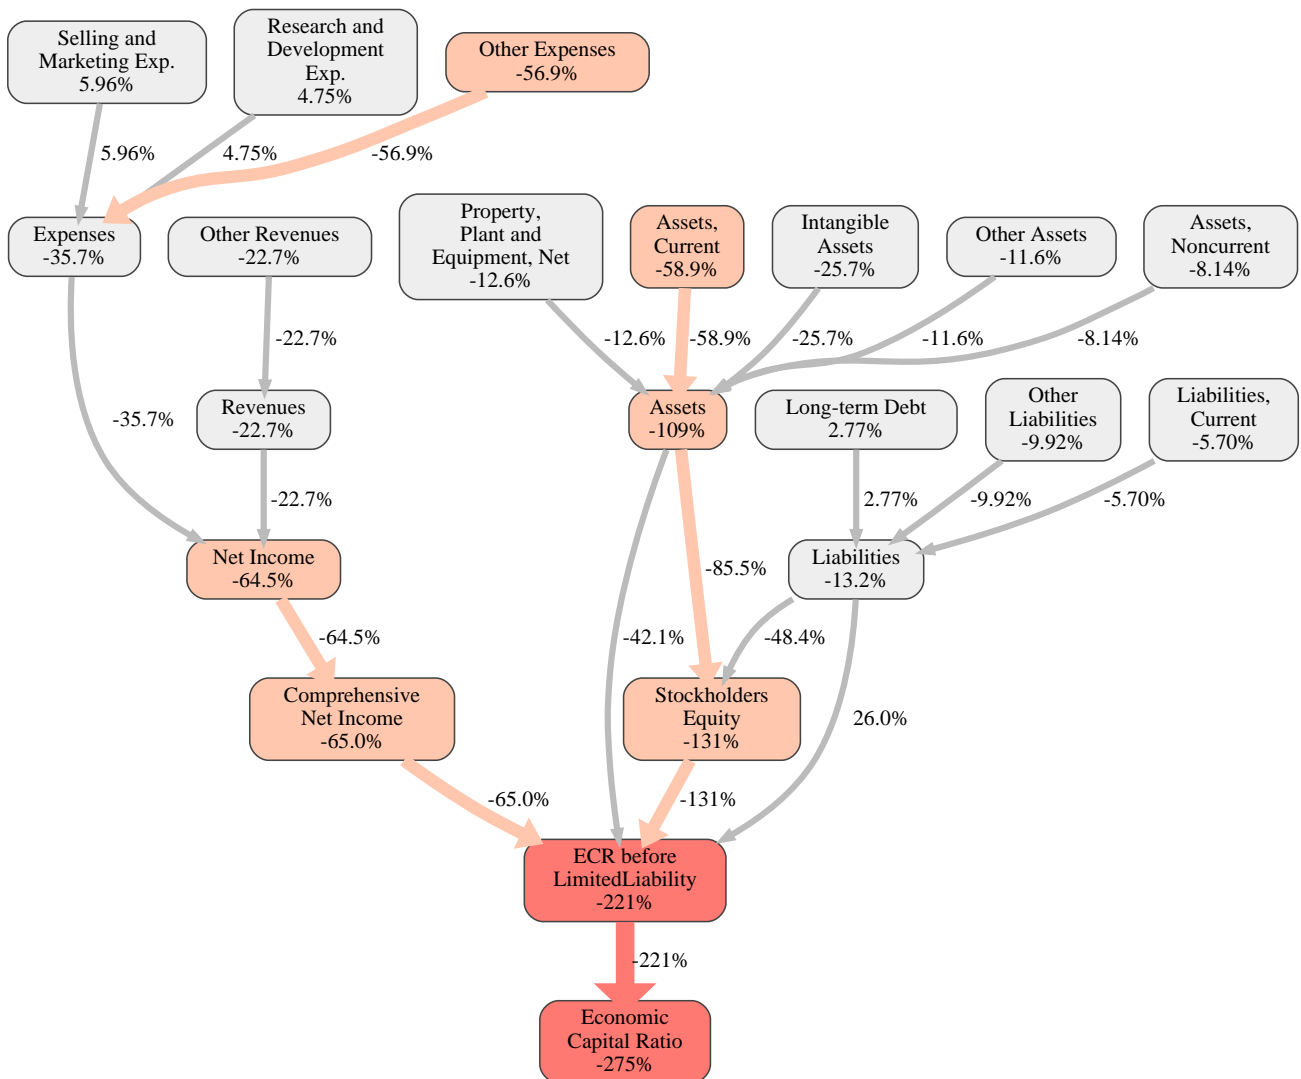 Selling and
Marketing Exp.
5.96%
Research and
Development
Exp.
4.75%
Other Expenses
-56.9%
5.96%
4.75%
-56.9%
Expenses
-35.7%
Other Revenues
-22.7%
Property,
Plant and
Equipment, Net
-12.6%
Assets,
Current
-58.9%
Intangible
Assets
-25.7%
Other Assets
-11.6%
Assets,
Noncurrent
-8.14%
-22.7%
-12.6%
-58.9%
-25.7%
-11.6%
-8.14%
-35.7%
Revenues
-22.7%
Assets
-109%
Long-term Debt
2.77%
Other
Liabilities
-9.92%
Liabilities,
Current
-5.70%
-22.7%
2.77%
-9.92%
-5.70%
Net Income
-64.5%
-85.5%
Liabilities
-13.2%
-64.5%
-42.1%
-48.4%
26.0%
Comprehensive
Net Income
-65.0%
Stockholders
Equity
-131%
-65.0%
-131%
ECR before
LimitedLiability
-221%
-221%
Economic
Capital Ratio
-275%